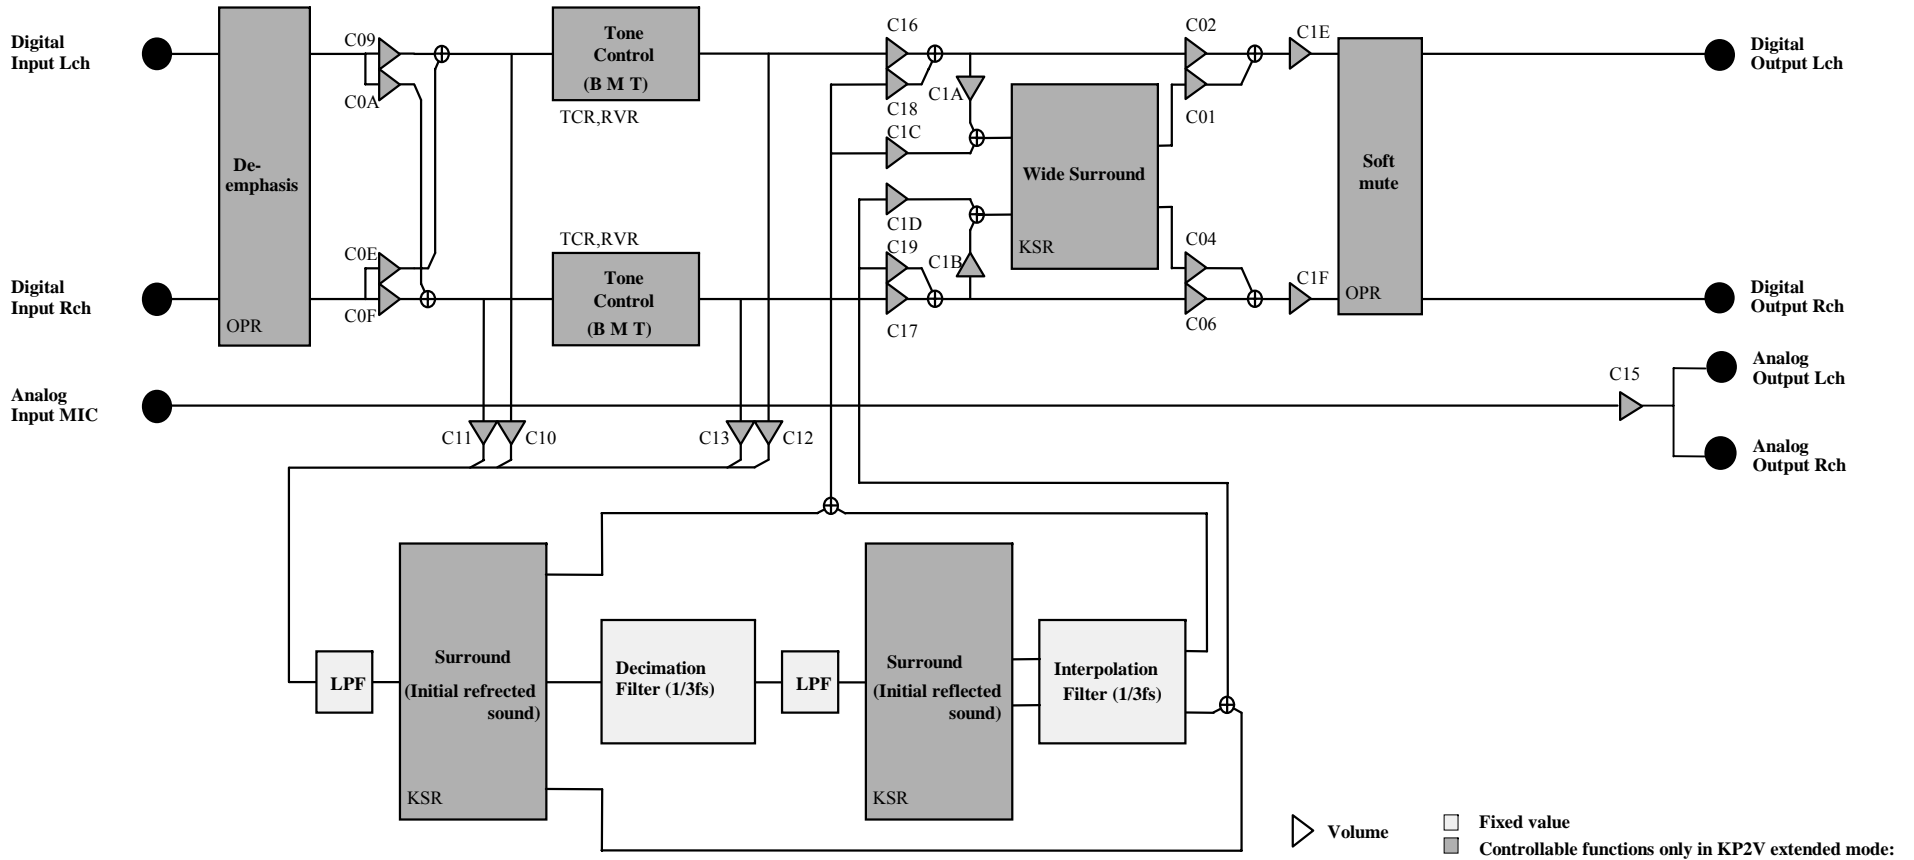 Digital
Input Lch
De-
emphasis
OPR
C09
C0A
Tone
Control
(B M T)
TCR,RVR
C16
C18
C1A
C1C
Wide Surround
KSR
C02
C01
C1E
Soft
mute
OPR
Digital
Output Lch
Digital
Input Rch
C0E
C0F
TCR,RVR
Tone
Control
(B M T)
C1D
C19
C1B
C17
C04
C06
C1F
Digital
Output Rch
Analog
Input MIC
C15
Analog
Output Lch
Analog
Output Rch
C11
C10
C13
C12
LPF
Surround
(Initial refrected
sound)
KSR
Decimation
Filter (1/3fs)
LPF
Surround
(Initial reflected
sound)
KSR
Interpolation
Filter (1/3fs)
Volume
Fixed value
Controllable functions only in KP2V extended mode: